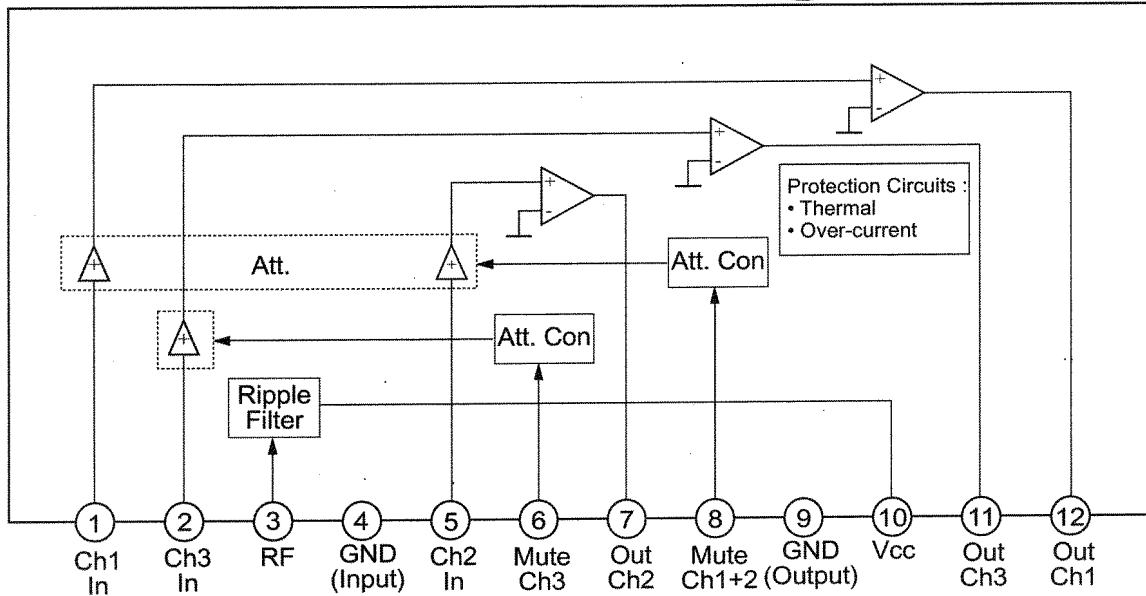 +
-
+
-
+
-
Protection Circuits :
• Thermal
• Over-current
+
Att.
+
Att. Con
+
Att. Con
Ripple
Filter
1
2
3
4
5
6
7
8
9
10
11
12
Ch1
In
Ch3
In
RF
GND
(Input)
Ch2
In
Mute
Ch3
Out
Ch2
Mute
Ch1+2
GND
(Output)
Vcc
Out
Ch3
Out
Ch1